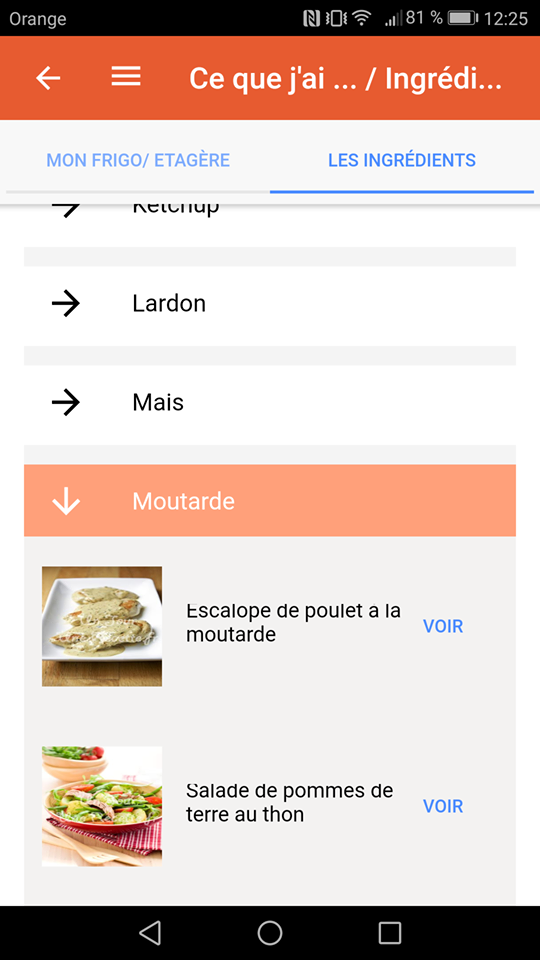 Orange
81 % 12:25
Ce que j'ai ... / Ingrédi...
MON FRIGO/ ETAGÈRE
LES INGRÉDIENTS
Ketchup
Lardon
Mais
Moutarde
Escalope de poulet a la
moutarde
VOIR
Salade de pommes de
terre au thon
VOIR